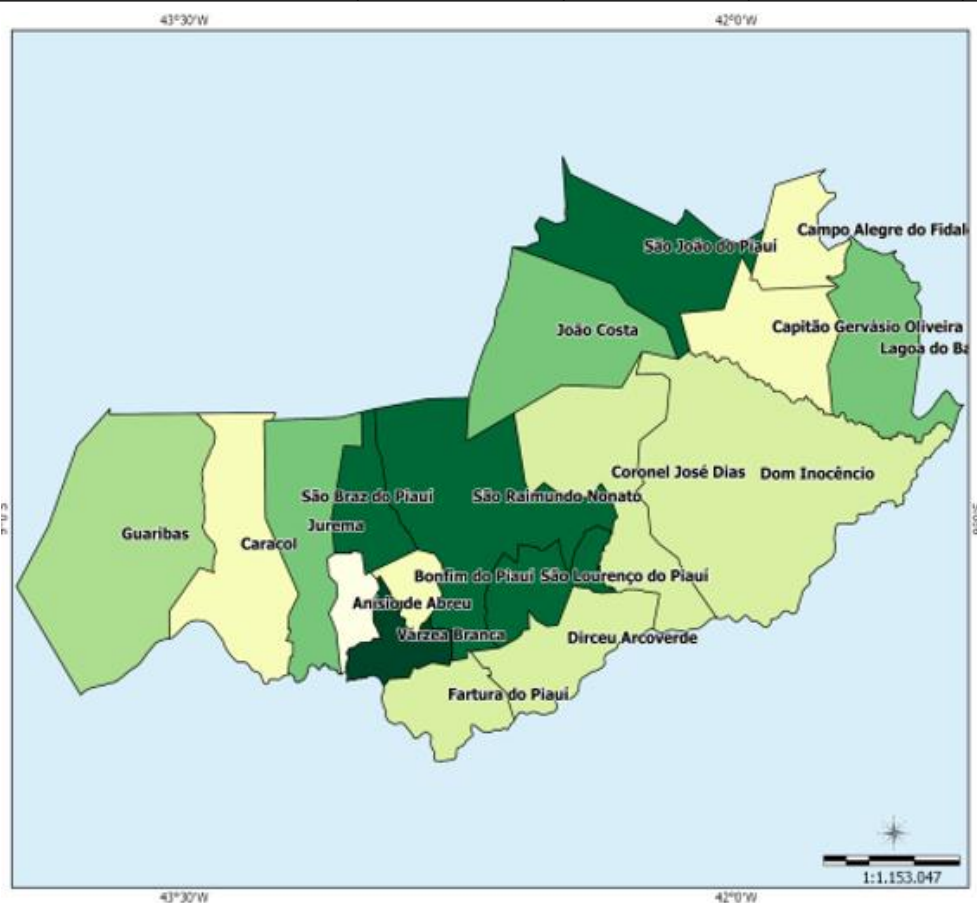 43°30'W
42°0'W
Campo Alegre do Fidal
São João do Piauí
Capitão Gervásio Oliveira
João Costa
Lagoa do Ba
Coronel José Dias
Dom Inocêncio
São Braz do Piauí
São Raimundo Nonato
Jurema
Guaribas
Caracol
Bonfim do Piauí
São Lourenço do Piauí
Anísio de Abreu
Várzea Branca
Dirceu Arcoverde
Fartura do Piauí
1:1.153.047
43°30'W
42°0'W